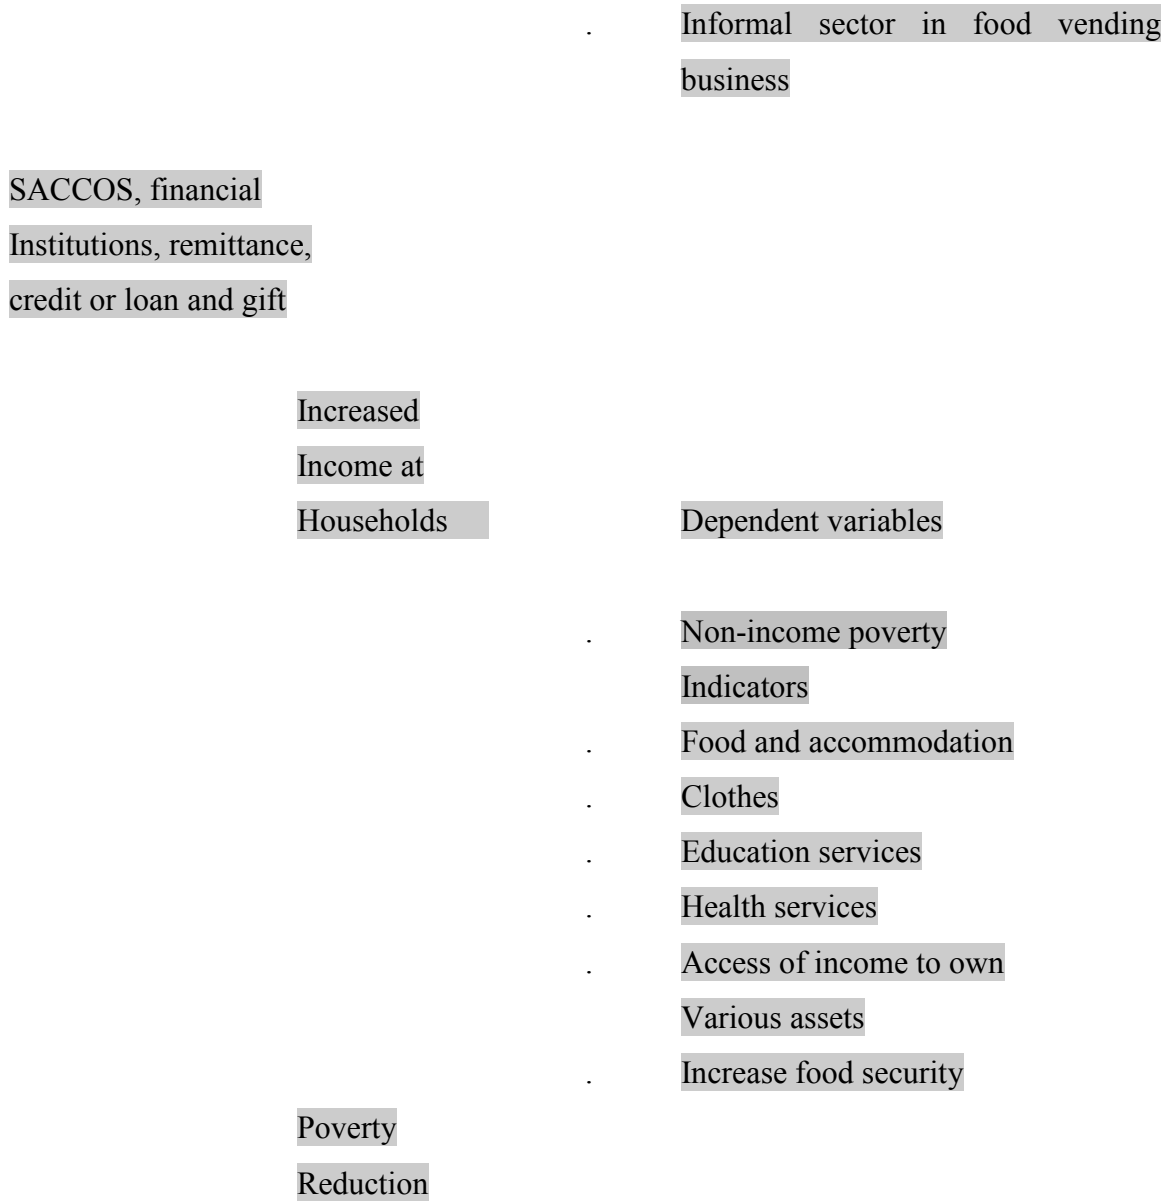 . Informal sector in food vending
business
SACCOS, financial
Institutions, remittance,
credit or loan and gift
Increased
Income at
Households Dependent variables
. Non-income poverty
Indicators
. Food and accommodation
. Clothes
. Education services
. Health services
. Access of income to own
Various assets
. Increase food security
Poverty
Reduction